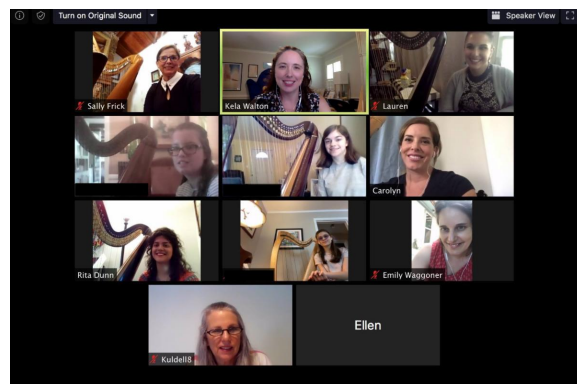 Turn on Original Sound
Speaker View
Sally Frick
Kela Walton
Lauren
Carolyn
Rita Dunn
Emily Waggoner
Kuldell8
Ellen